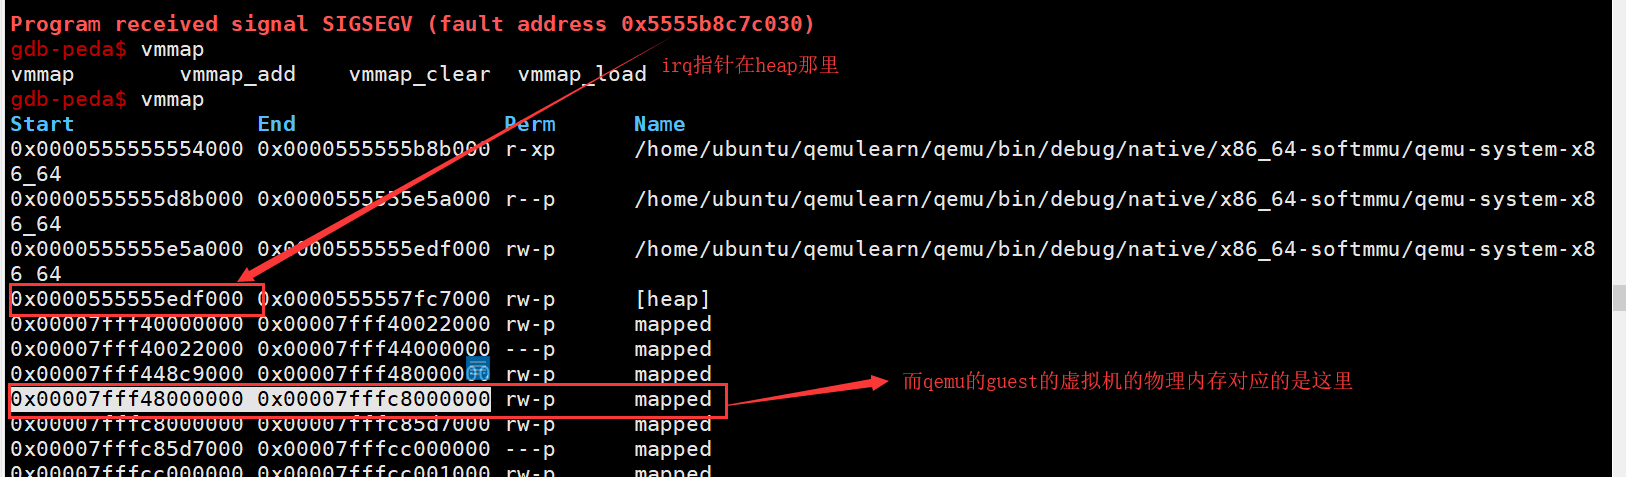 Program received signal SIGSEGV (fault address 0x5555b8c7c030)
gdb-peda$ vmmap
vmmap vmmap_add vmmap_clear vmmap_load
irq指针在heap那里
gdb-peda$ vmmap
Start End Perm Name
0x0000555555554000 0x0000555555b8b000 r-xp /home/ubuntu/qemulearn/qemu/bin/debug/native/x86_64-softmmu/qemu-system-x8
6_64
0x0000555555d8b000 0x0000555555e5a000 r--p /home/ubuntu/qemulearn/qemu/bin/debug/native/x86_64-softmmu/qemu-system-x8
6_64
0x0000555555e5a000 0x0000555555edf000 rw-p /home/ubuntu/qemulearn/qemu/bin/debug/native/x86_64-softmmu/qemu-system-x8
6_64
0x0000555555edf000 0x0000555557fc7000 rw-p [heap]
0x00007fff40000000 0x00007fff40022000 rw-p mapped
0x00007fff40022000 0x00007fff44000000 ---p mapped
0x00007fff448c9000 0x00007fff48000000 rw-p mapped
0x00007fff48000000 0x00007fffc8000000 rw-p mapped
而qemu的guest的虚拟机的物理内存对应的是这里
0x00007fffc8000000 0x00007fffc85d7000 rw-p mapped
0x00007fffc85d7000 0x00007fffcc000000 ---p mapped
0x00007fffcc000000 0x00007fffcc001000 rw-p mapped